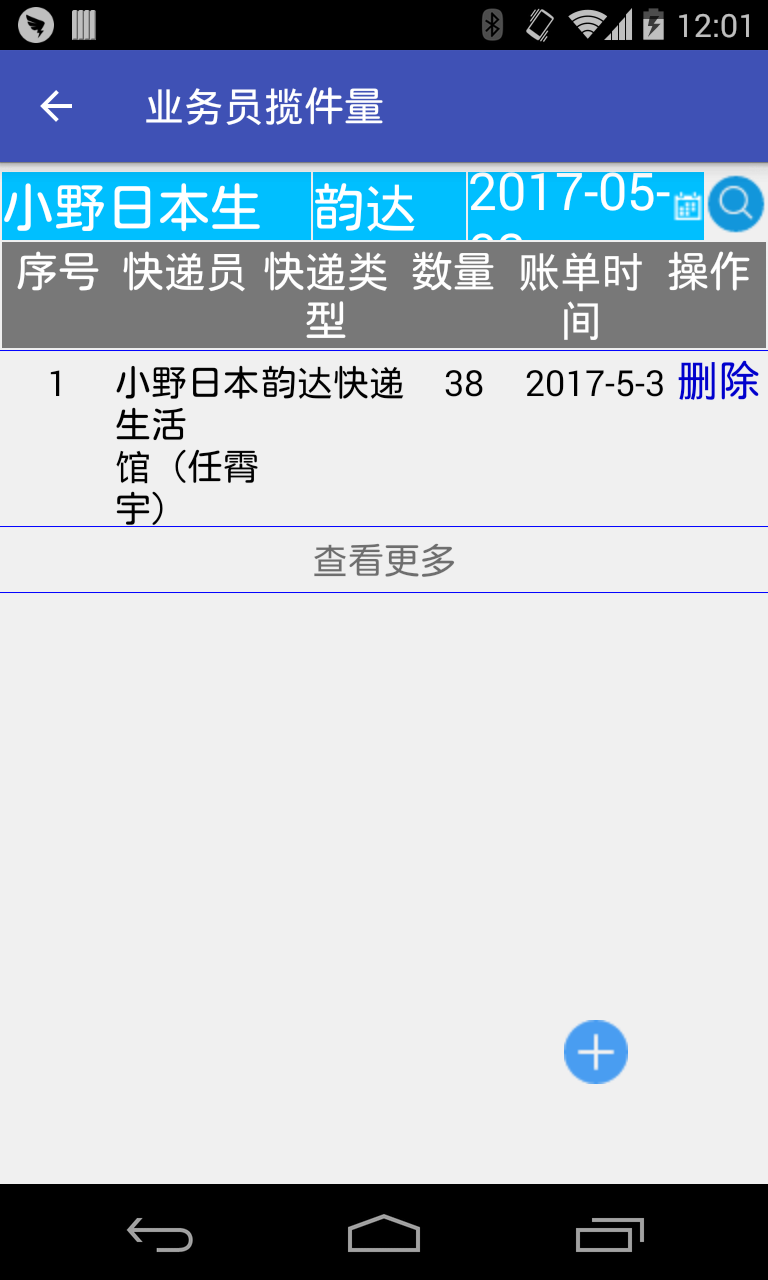 12:01
业务员揽件量
小野日本生 韵达 2017-05-
序号 快递员 快递类 数量 账单时 操作
型 间
1 小野日本韵达快递 38 2017-5-3 删除
生活
馆（任霄
宇）
查看更多